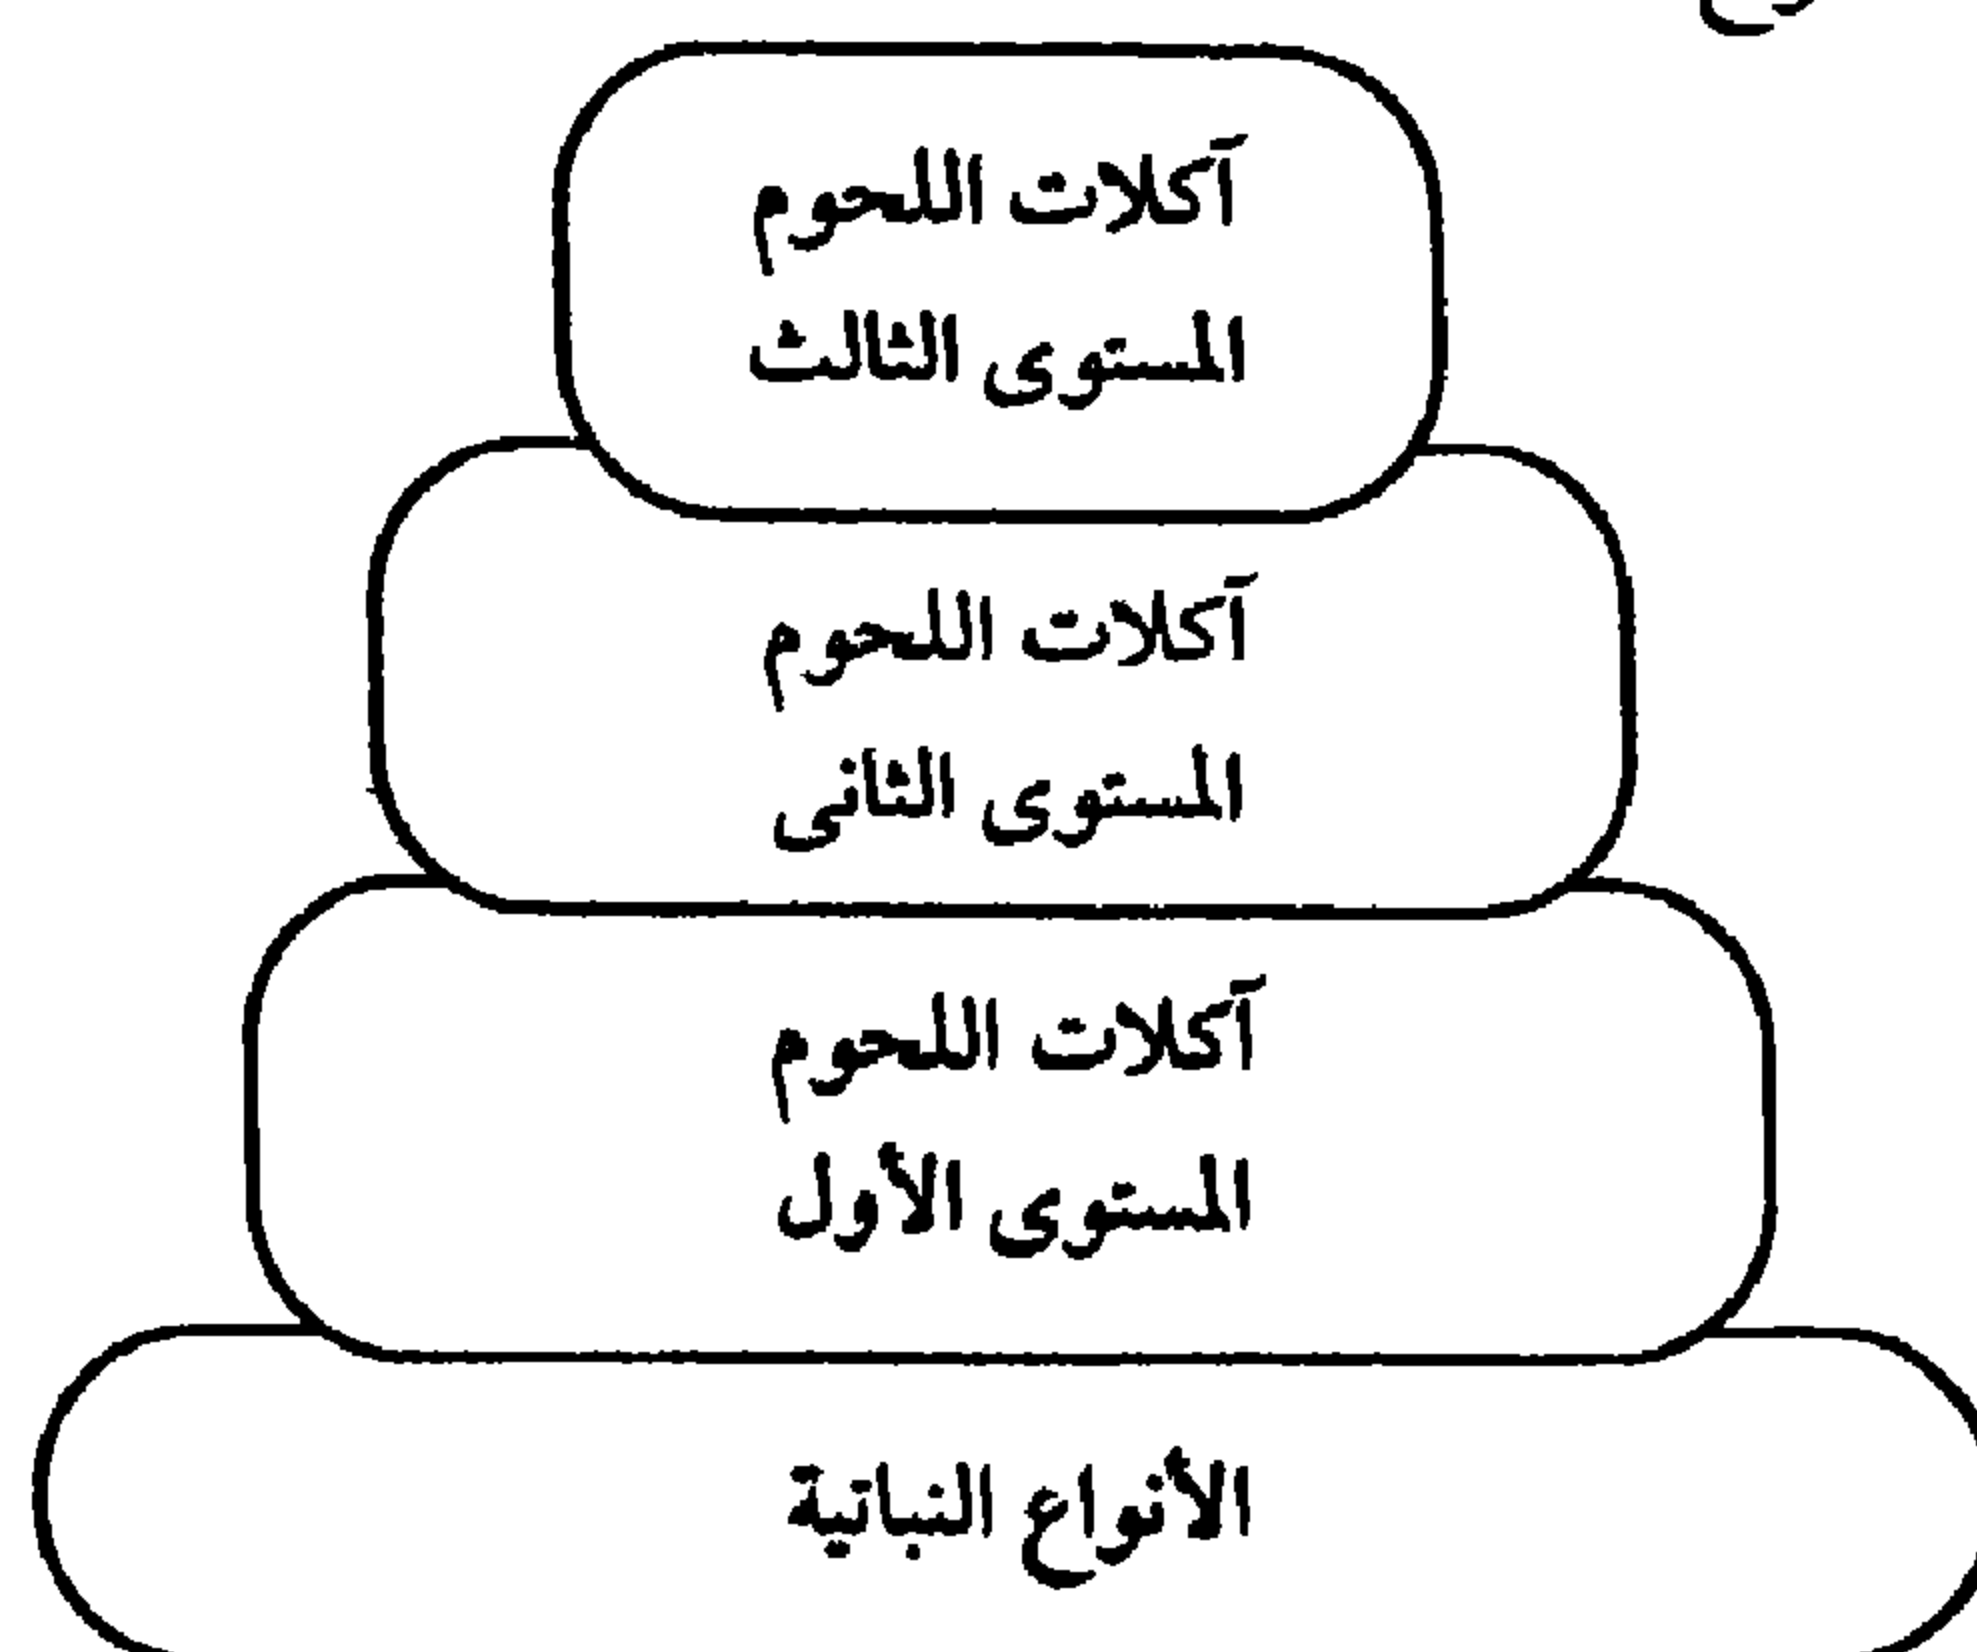 آكلات اللحوم
المستوى الثالث
آكلات اللحوم
المستوى الثانى
آكلات اللحوم
المستوى الأول
الأنواع النباتية